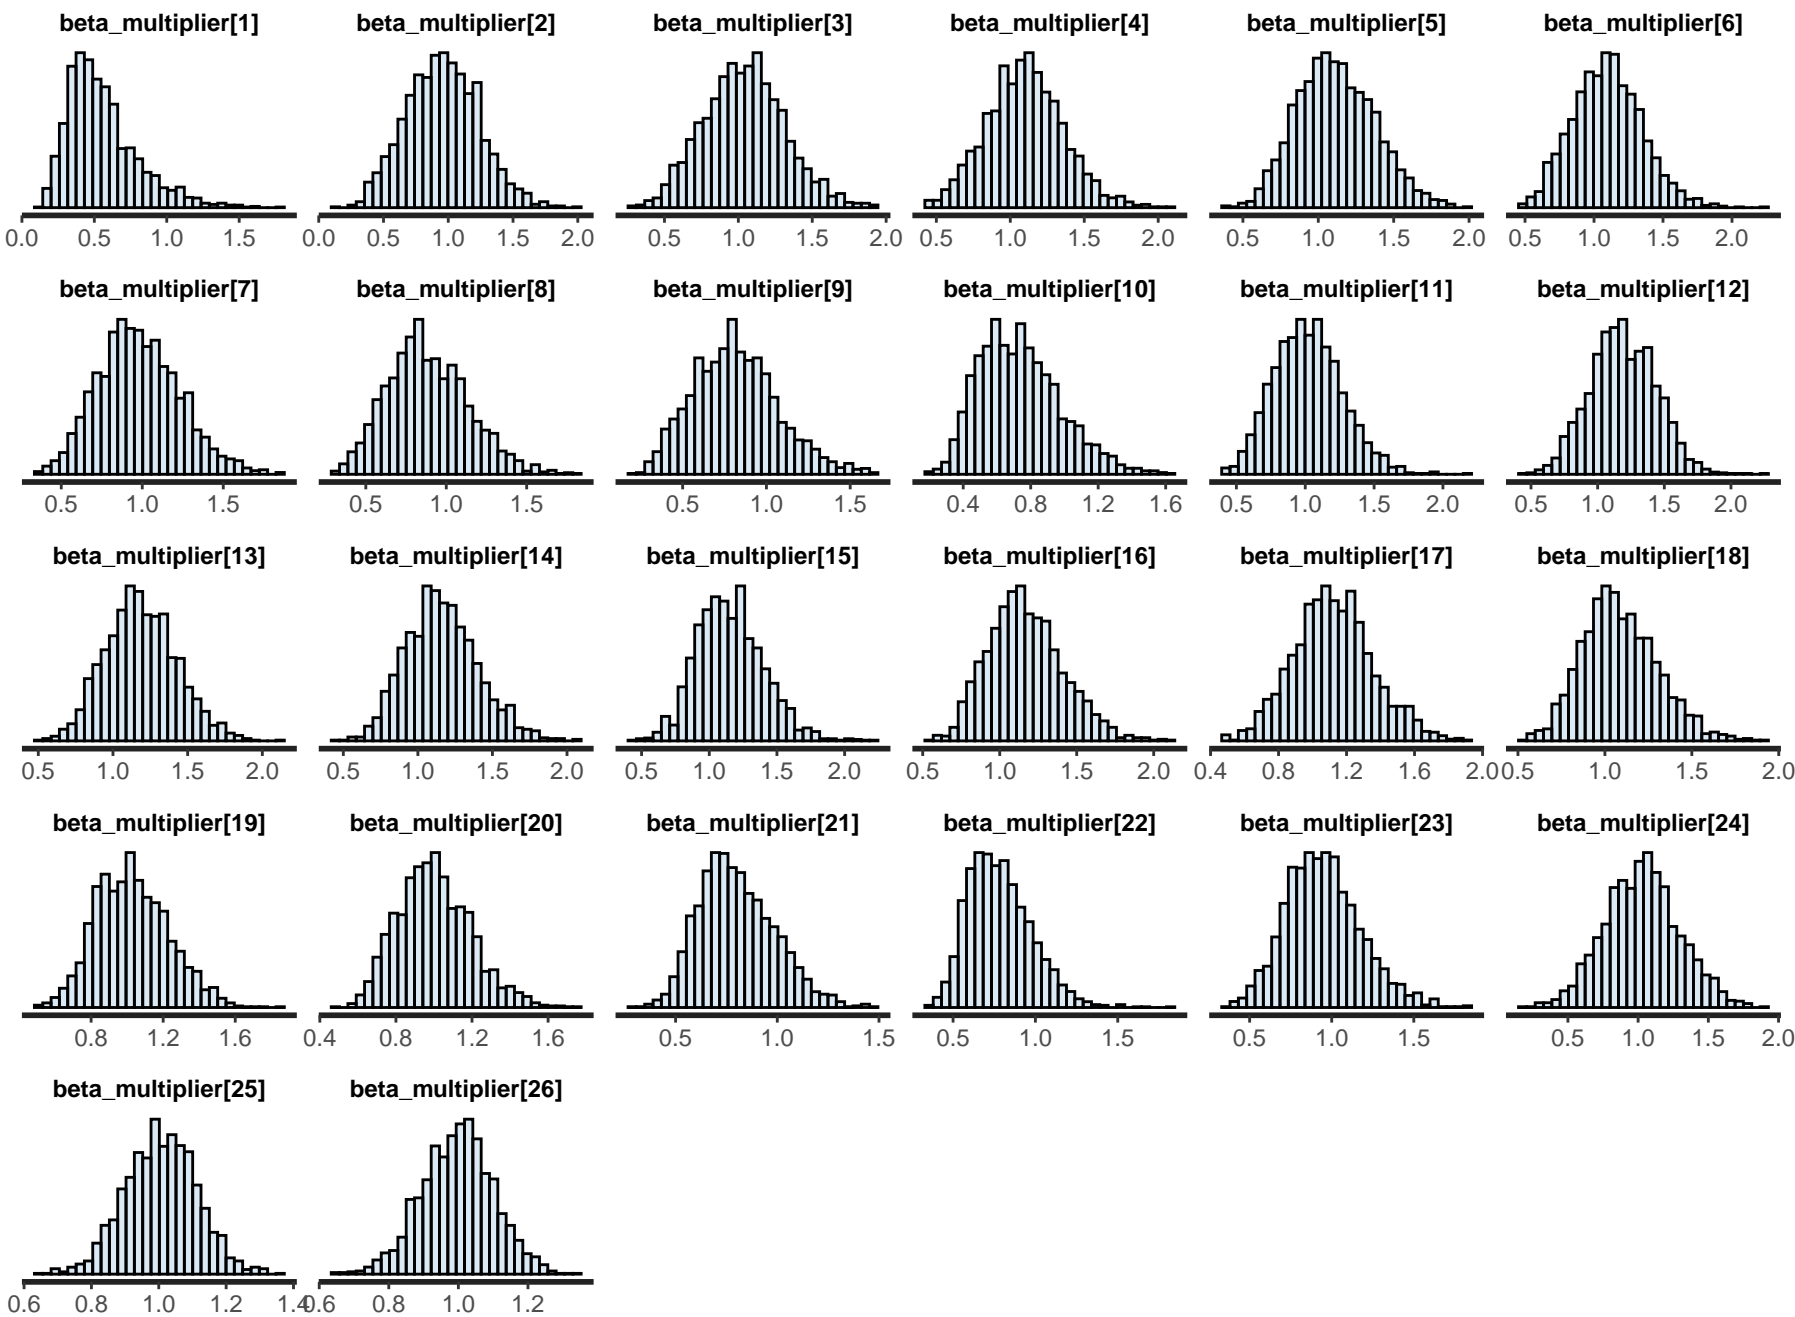 beta_multiplier[1] beta_multiplier[2] beta_multiplier[3] beta_multiplier[4] beta_multiplier[5] beta_multiplier[6]
0.0 0.5 1.0 1.5 0.0 0.5 1.0 1.5 2.0 0.5 1.0 1.5 2.0 0.5 1.0 1.5 2.0 0.5 1.0 1.5 2.0 0.5 1.0 1.5 2.0
beta_multiplier[7] beta_multiplier[8] beta_multiplier[9] beta_multiplier[10] beta_multiplier[11] beta_multiplier[12]
0.5 1.0 1.5 0.5 1.0 1.5 0.5 1.0 1.5 0.4 0.8 1.2 1.6 0.5 1.0 1.5 2.0 0.5 1.0 1.5 2.0
beta_multiplier[13] beta_multiplier[14] beta_multiplier[15] beta_multiplier[16] beta_multiplier[17] beta_multiplier[18]
0.5 1.0 1.5 2.0 0.5 1.0 1.5 2.0 0.5 1.0 1.5 2.0 0.5 1.0 1.5 2.0 0.4 0.8 1.2 1.6 2.0 0.5 1.0 1.5 2.0
beta_multiplier[19] beta_multiplier[20] beta_multiplier[21] beta_multiplier[22] beta_multiplier[23] beta_multiplier[24]
0.8 1.2 1.6 0.4 0.8 1.2 1.6 0.5 1.0 1.5 0.5 1.0 1.5 0.5 1.0 1.5 0.5 1.0 1.5 2.0
beta_multiplier[25] beta_multiplier[26]
0.6 0.8 1.0 1.2 1.4 0.6 0.8 1.0 1.2